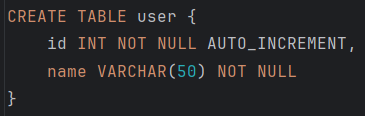 CREATE TABLE user {
    id INT NOT NULL AUTO_INCREMENT,
    name VARCHAR(50) NOT NULL
}